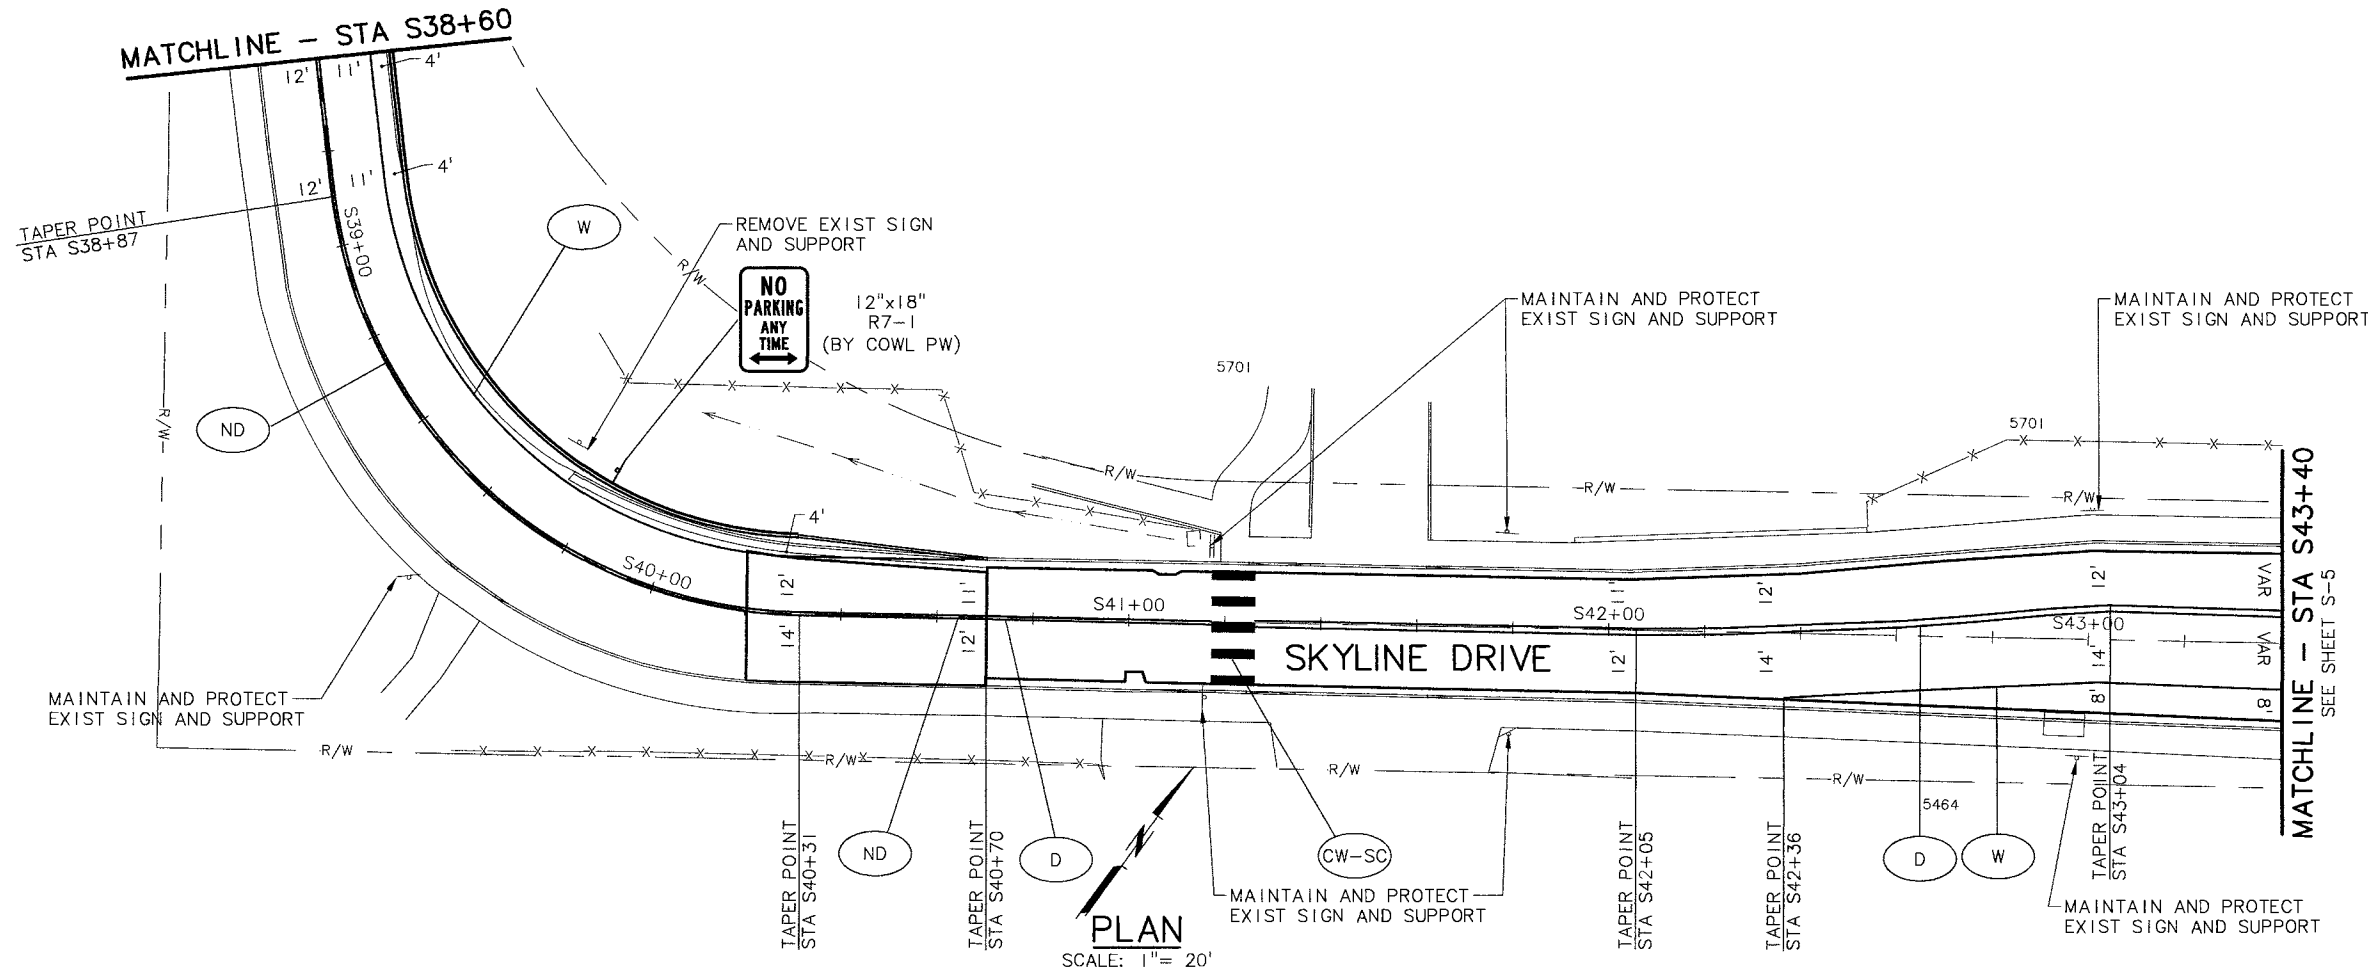 MATCHLINE - STA S38+60
12'
11'
4'
12'
11'
4'
TAPER POINT
STA S38+87
S39+00
W
REMOVE EXIST SIGN
AND SUPPORT
R/W
NO
PARKING
ANY
TIME
12"x18"
R7-1
(BY COWL PW)
MAINTAIN AND PROTECT
EXIST SIGN AND SUPPORT
MAINTAIN AND PROTECT
EXIST SIGN AND SUPPORT
5701
5701
R/W
ND
R/W
R/W
R/W
4'
S40+00
12'
11'
S41+00
11'
S42+00
12'
12'
S43+00
VAR
14'
12'
SKYLINE DRIVE
12'
14'
14'
8'
VAR
8'
MATCHLINE - STA S43+40
SEE SHEET S-5
MAINTAIN AND PROTECT
EXIST SIGN AND SUPPORT
R/W
R/W
R/W
R/W
5464
TAPER POINT
STA S40+31
ND
TAPER POINT
STA S40+70
D
CW-SC
TAPER POINT
STA S42+05
TAPER POINT
STA S42+36
D
W
TAPER POINT
STA S43+04
MAINTAIN AND PROTECT
EXIST SIGN AND SUPPORT
MAINTAIN AND PROTECT
EXIST SIGN AND SUPPORT
N
PLAN
SCALE: 1"= 20'